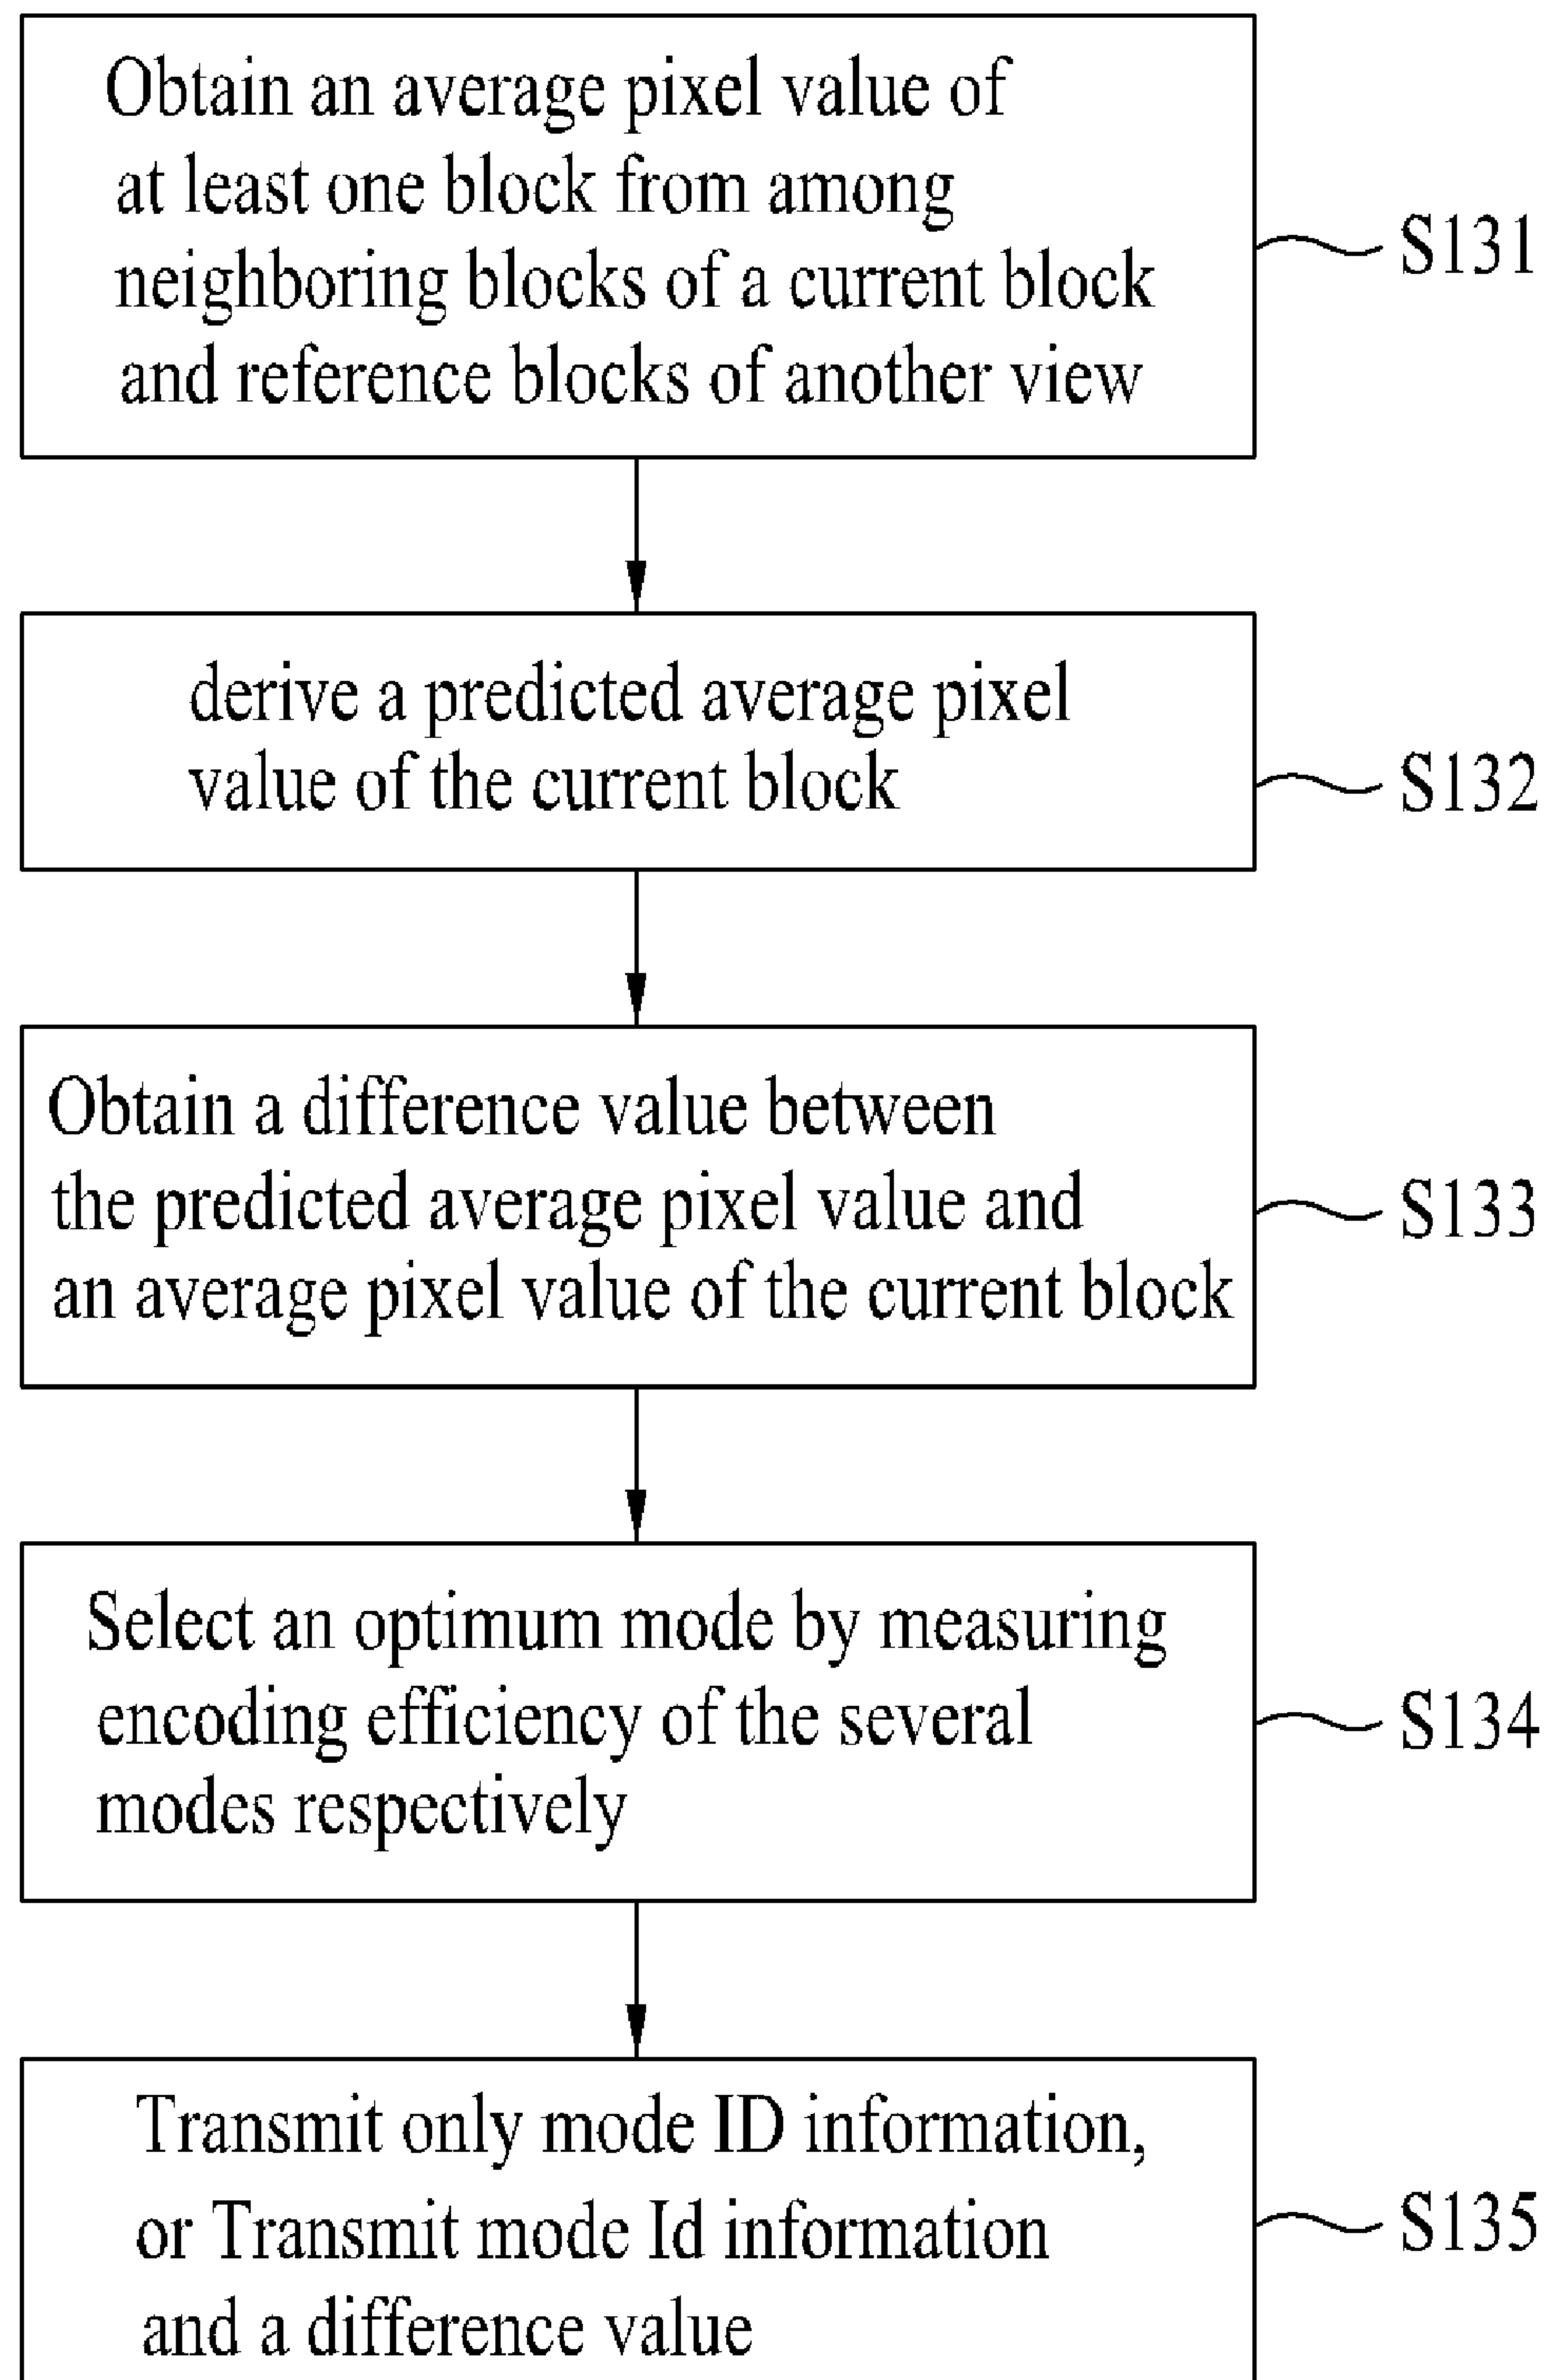 Obtain an average pixel value of
at least one block from among
neighboring blocks of a current block
and reference blocks of another view
S131
derive a predicted average pixel
value of the current block
S132
Obtain a difference value between
the predicted average pixel value and
an average pixel value of the current block
S133
Select an optimum mode by measuring
encoding efficiency of the several
modes respectively
S134
Transmit only mode ID information,
or Transmit mode Id information
and a difference value
S135